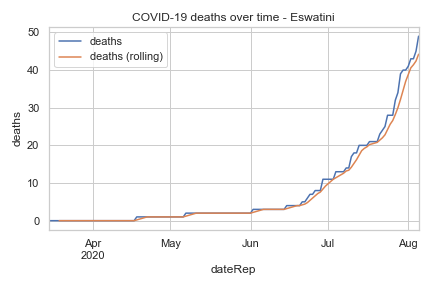 COVID-19 deaths over time - Eswatini
deaths
deaths (rolling)
50
40
30
20
10
0
deaths
Apr
2020
May
Jun
Jul
Aug
dateRep